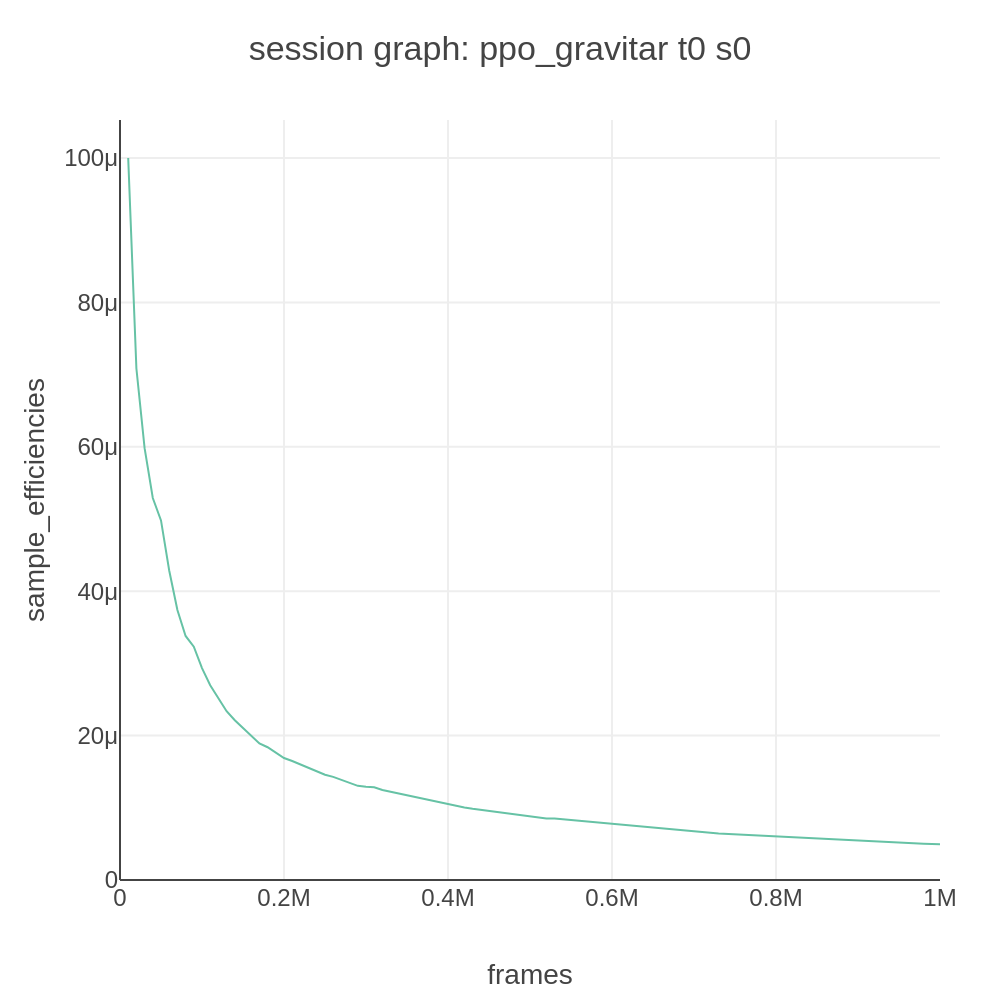 session graph: ppo_gravitar t0 s0
100μ
80μ
60μ
40μ
20μ
0
sample_efficiencies
0
0.2M
0.4M
0.6M
0.8M
1M
frames